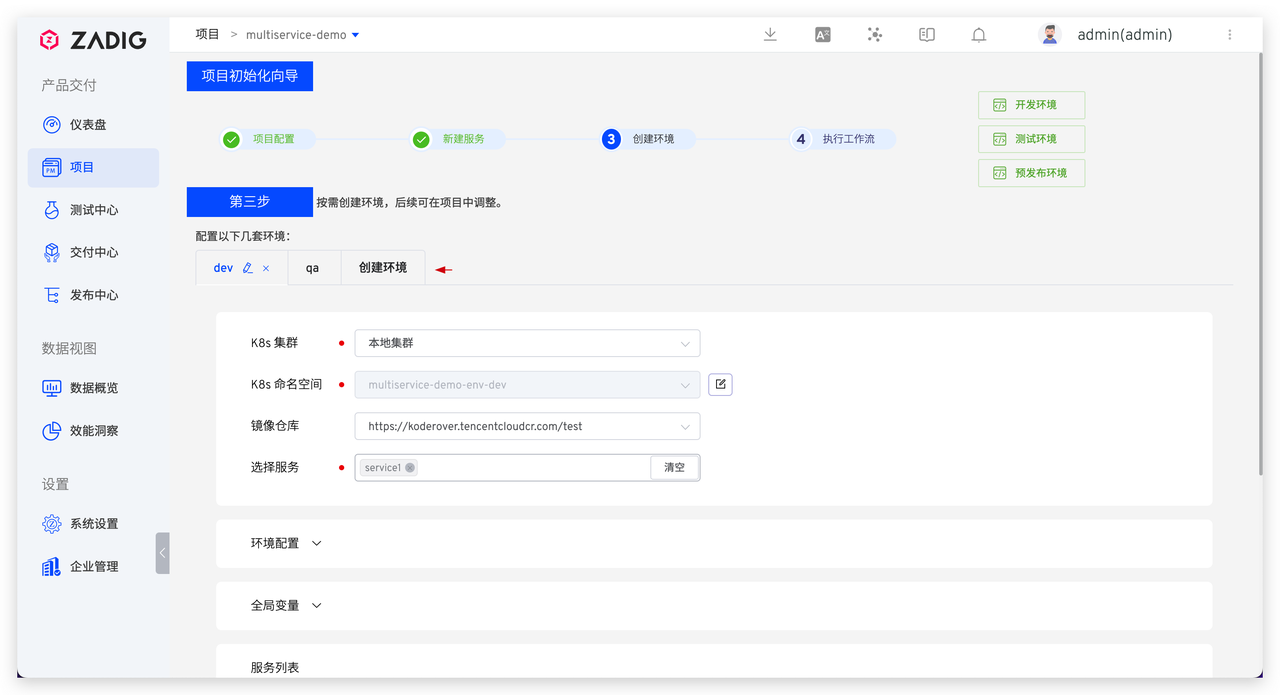 ZADIG
项目 > multiservice-demo
admin(admin)
产品交付
仪表盘
项目
测试中心
交付中心
发布中心
数据视图
数据概览
效能洞察
设置
系统设置
企业管理
项目初始化向导
项目配置
新建服务
3 创建环境
4 执行工作流
开发环境
测试环境
预发布环境
第三步 按需创建环境，后续可在项目中调整。
配置以下几套环境：
dev qa 创建环境
K8s 集群 本地集群
K8s 命名空间 multiservice-demo-env-dev
镜像仓库 https://koderover.tencentcloudcr.com/test
选择服务 service1 清空
环境配置
全局变量
服务列表